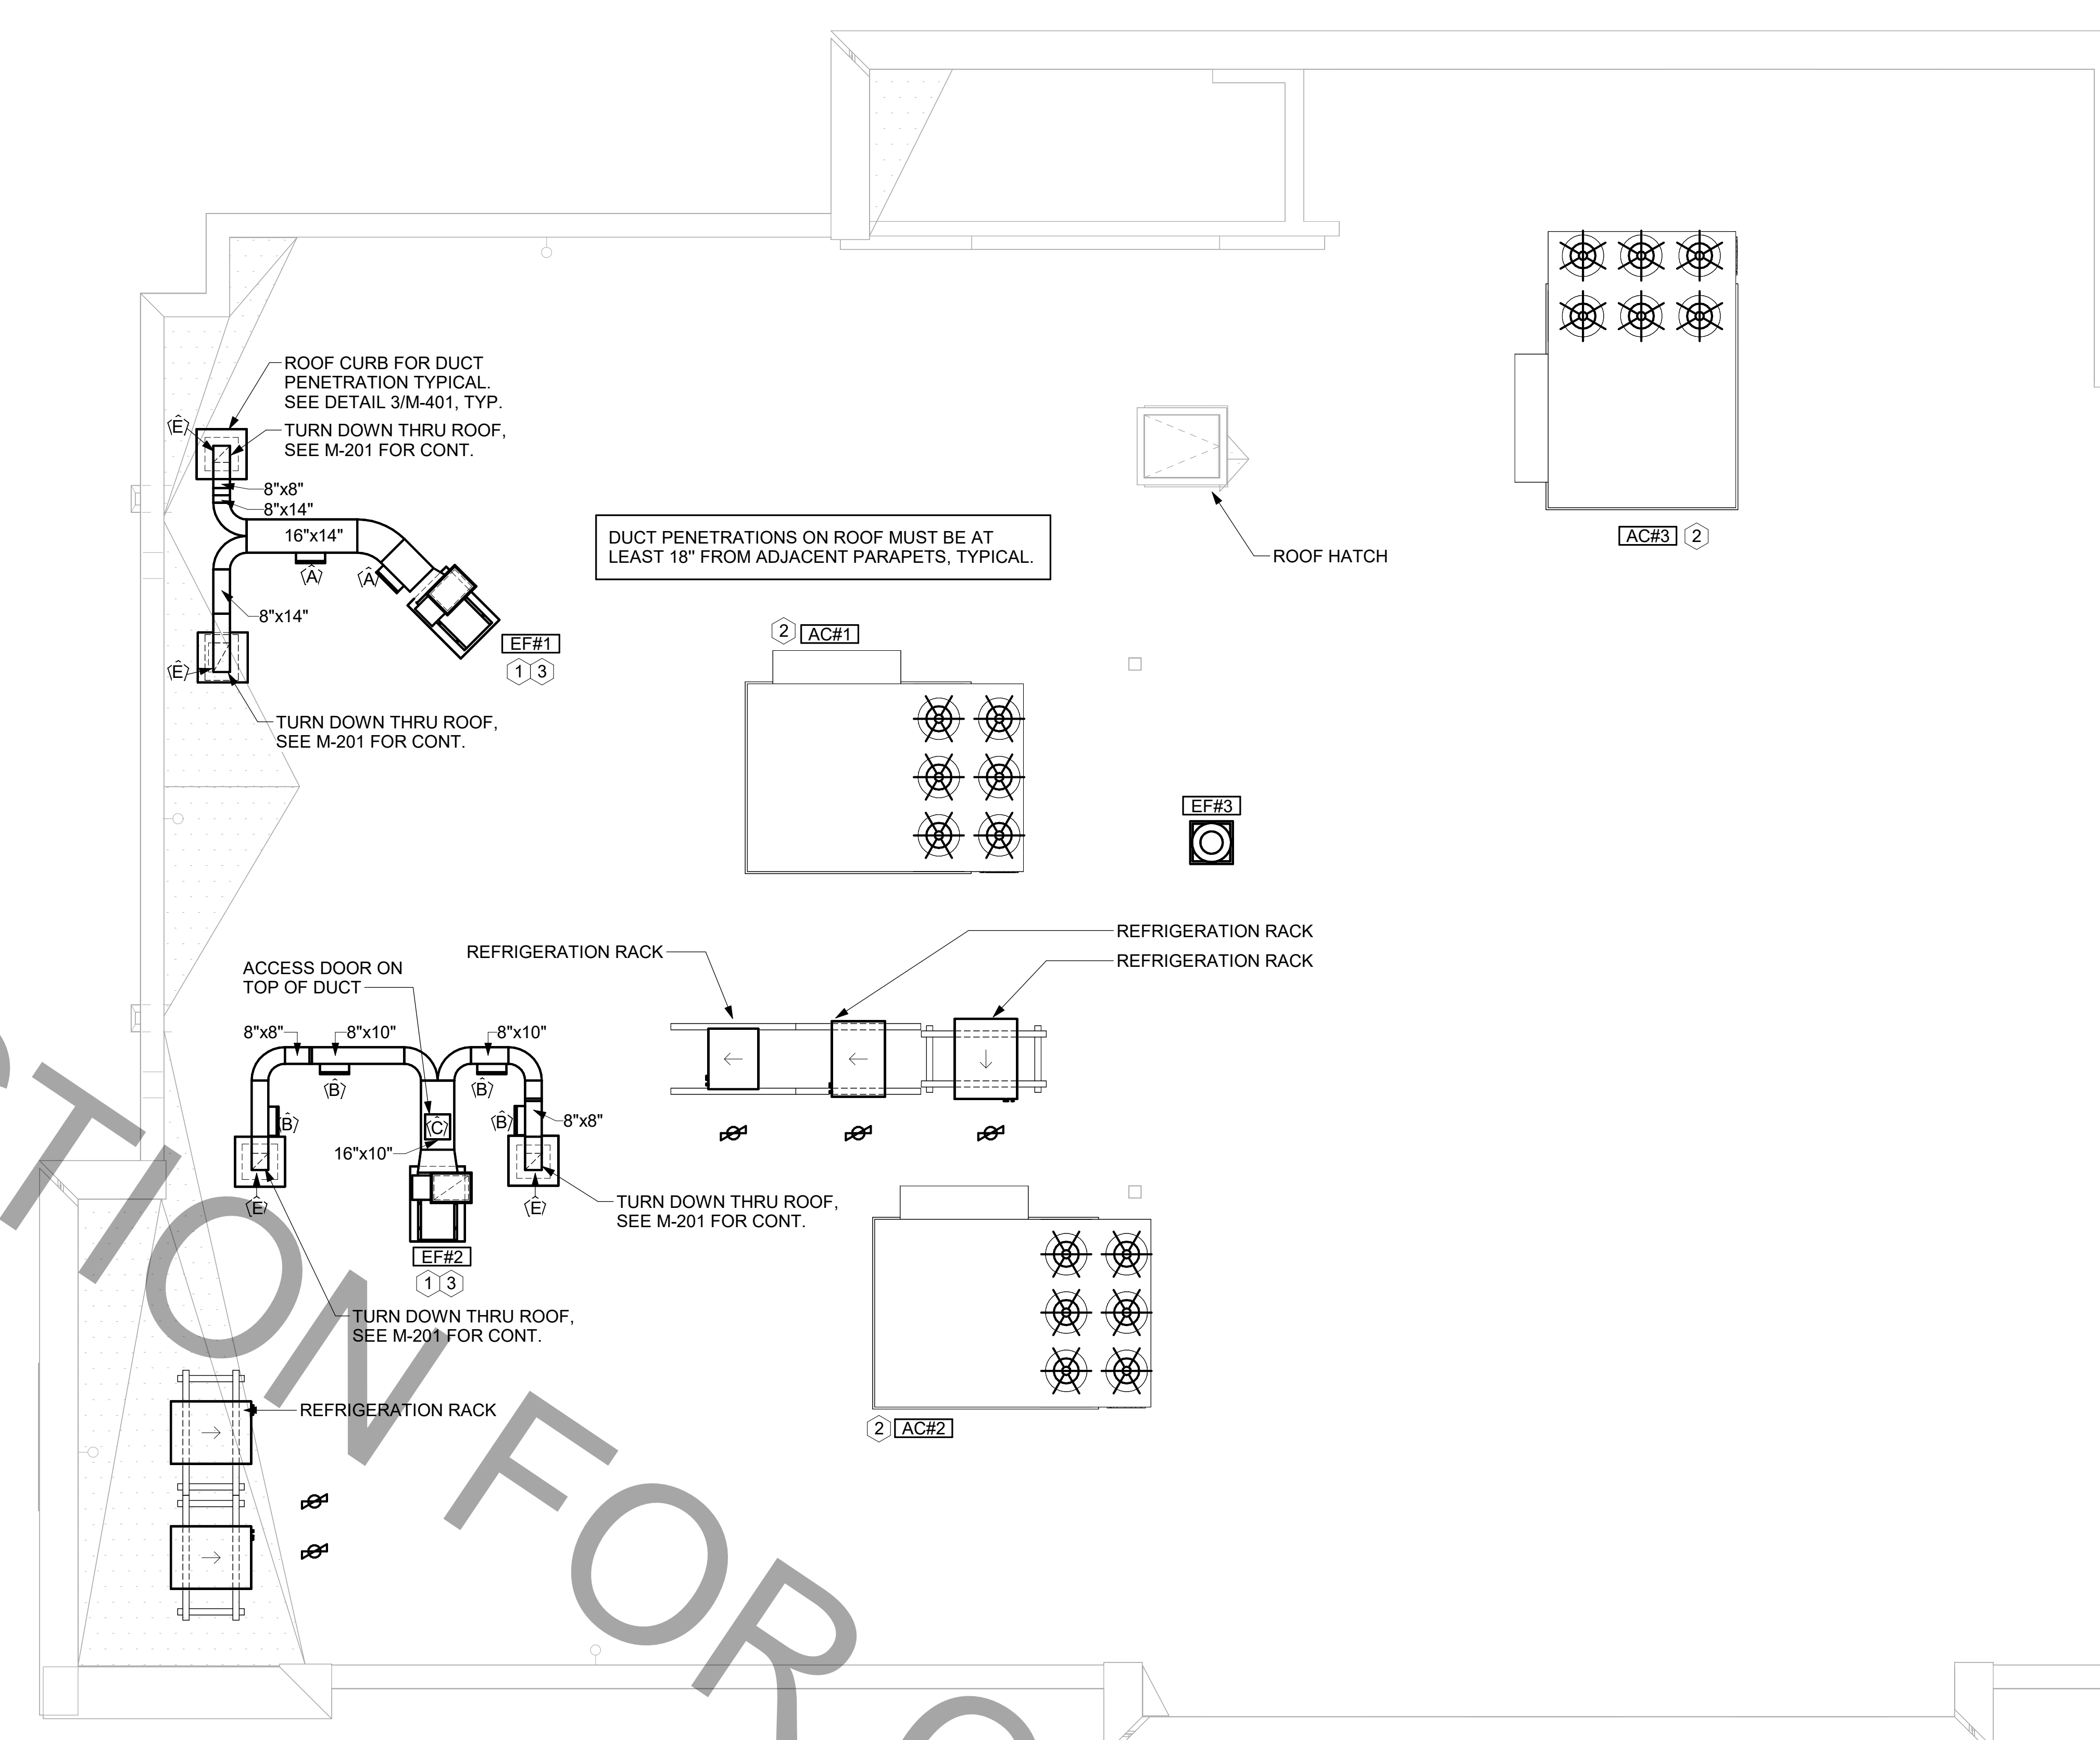 ROOF CURB FOR DUCT
PENETRATION TYPICAL.
SEE DETAIL 3/M-401, TYP.
E
TURN DOWN THRU ROOF,
SEE M-201 FOR CONT.
8"x8"
8"x14"
16"x14"
A
A
8"x14"
E
EF#1
1 3
TURN DOWN THRU ROOF,
SEE M-201 FOR CONT.
DUCT PENETRATIONS ON ROOF MUST BE AT
LEAST 18" FROM ADJACENT PARAPETS, TYPICAL.
ROOF HATCH
AC#3 2
2 AC#1
EF#3
REFRIGERATION RACK
REFRIGERATION RACK
REFRIGERATION RACK
ACCESS DOOR ON
TOP OF DUCT
8"x8"
8"x10"
8"x10"
B
B
B
C
B
8"x8"
16"x10"
E
E
TURN DOWN THRU ROOF,
SEE M-201 FOR CONT.
EF#2
1 3
TURN DOWN THRU ROOF,
SEE M-201 FOR CONT.
REFRIGERATION RACK
2 AC#2
CTION FOR